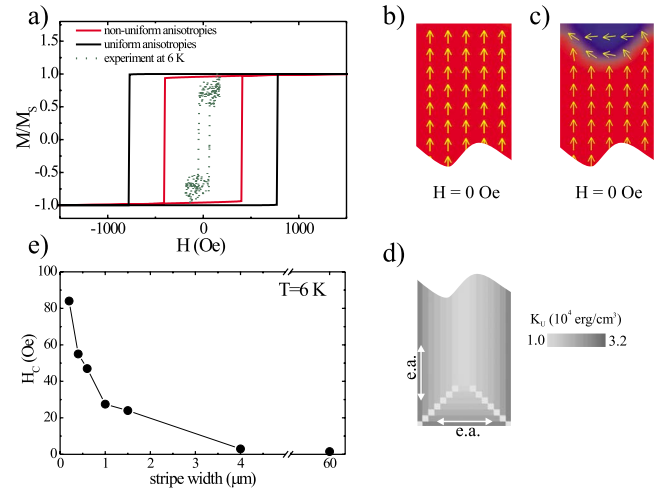 a)
non-uniform anisotropies
uniform anisotropies
experiment at 6 K
M/M_S
1.0
0.5
0.0
-0.5
-1.0
-1000
0
1000
H (Oe)
b)
H = 0 Oe
c)
H = 0 Oe
d)
e.a.
e.a.
K_U (10^4 erg/cm^3)
1.0
3.2
e)
T=6 K
H_C (Oe)
100
80
60
40
20
0
0
1
2
3
4
5
60
stripe width (μm)